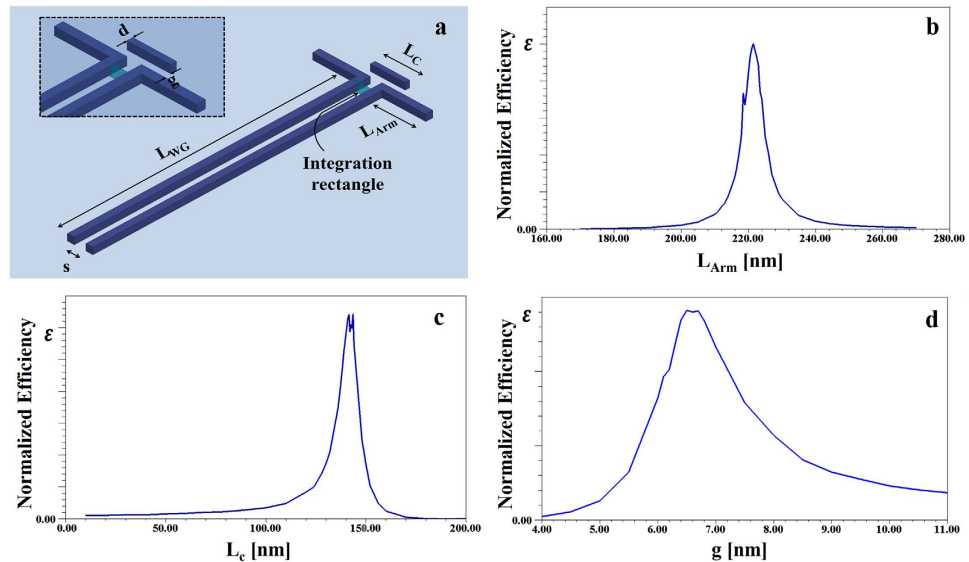 a
d
g
L_C
L_Arm
L_WG
Integration
rectangle
s
b
Normalized Efficiency
ε
0.00
160.00 180.00 200.00 220.00 240.00 260.00 280.00
L_Arm [nm]
c
Normalized Efficiency
ε
0.00
0.00 50.00 100.00 150.00 200.00
L_c [nm]
d
Normalized Efficiency
ε
0.00
4.00 5.00 6.00 7.00 8.00 9.00 10.00 11.00
g [nm]